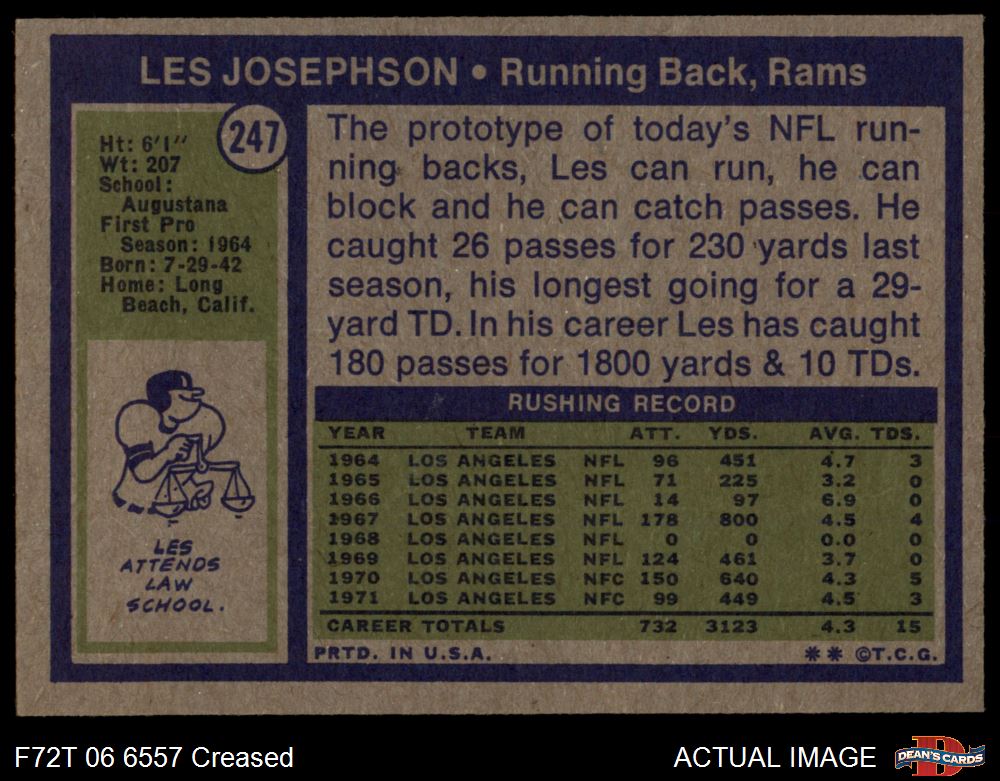 LES JOSEPHSON • Running Back, Rams
247
Ht: 6'1"
Wt: 207
School:
Augustana
First Pro
Season: 1964
Born: 7-29-42
Home: Long
Beach, Calif.
LES
ATTENDS
LAW
SCHOOL.
The prototype of today's NFL run-
ning backs, Les can run, he can
block and he can catch passes. He
caught 26 passes for 230 yards last
season, his longest going for a 29-
yard TD. In his career Les has caught
180 passes for 1800 yards & 10 TDs.
RUSHING RECORD
YEAR TEAM ATT. YDS. AVG. TDS.
1964 LOS ANGELES NFL 96 451 4.7 3
1965 LOS ANGELES NFL 71 225 3.2 0
1966 LOS ANGELES NFL 14 97 6.9 0
1967 LOS ANGELES NFL 178 800 4.5 4
1968 LOS ANGELES NFL 0 0 0.0 0
1969 LOS ANGELES NFL 124 461 3.7 0
1970 LOS ANGELES NFC 150 640 4.3 5
1971 LOS ANGELES NFC 99 449 4.5 3
CAREER TOTALS 732 3123 4.3 15
PRTD. IN U.S.A. ** ©T.C.G.
F72T 06 6557 Creased
ACTUAL IMAGE
D
DEAN'S CARDS